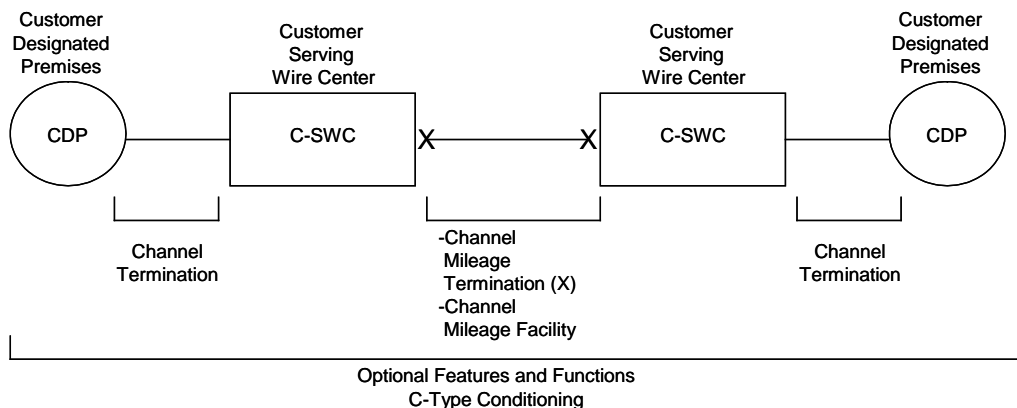 Customer
Designated
Premises
Customer
Serving
Wire Center
Customer
Serving
Wire Center
Customer
Designated
Premises
CDP
C-SWC
X
X
C-SWC
CDP
Channel
Termination
-Channel
Mileage
Termination (X)
-Channel
Mileage Facility
Channel
Termination
Optional Features and Functions
C-Type Conditioning